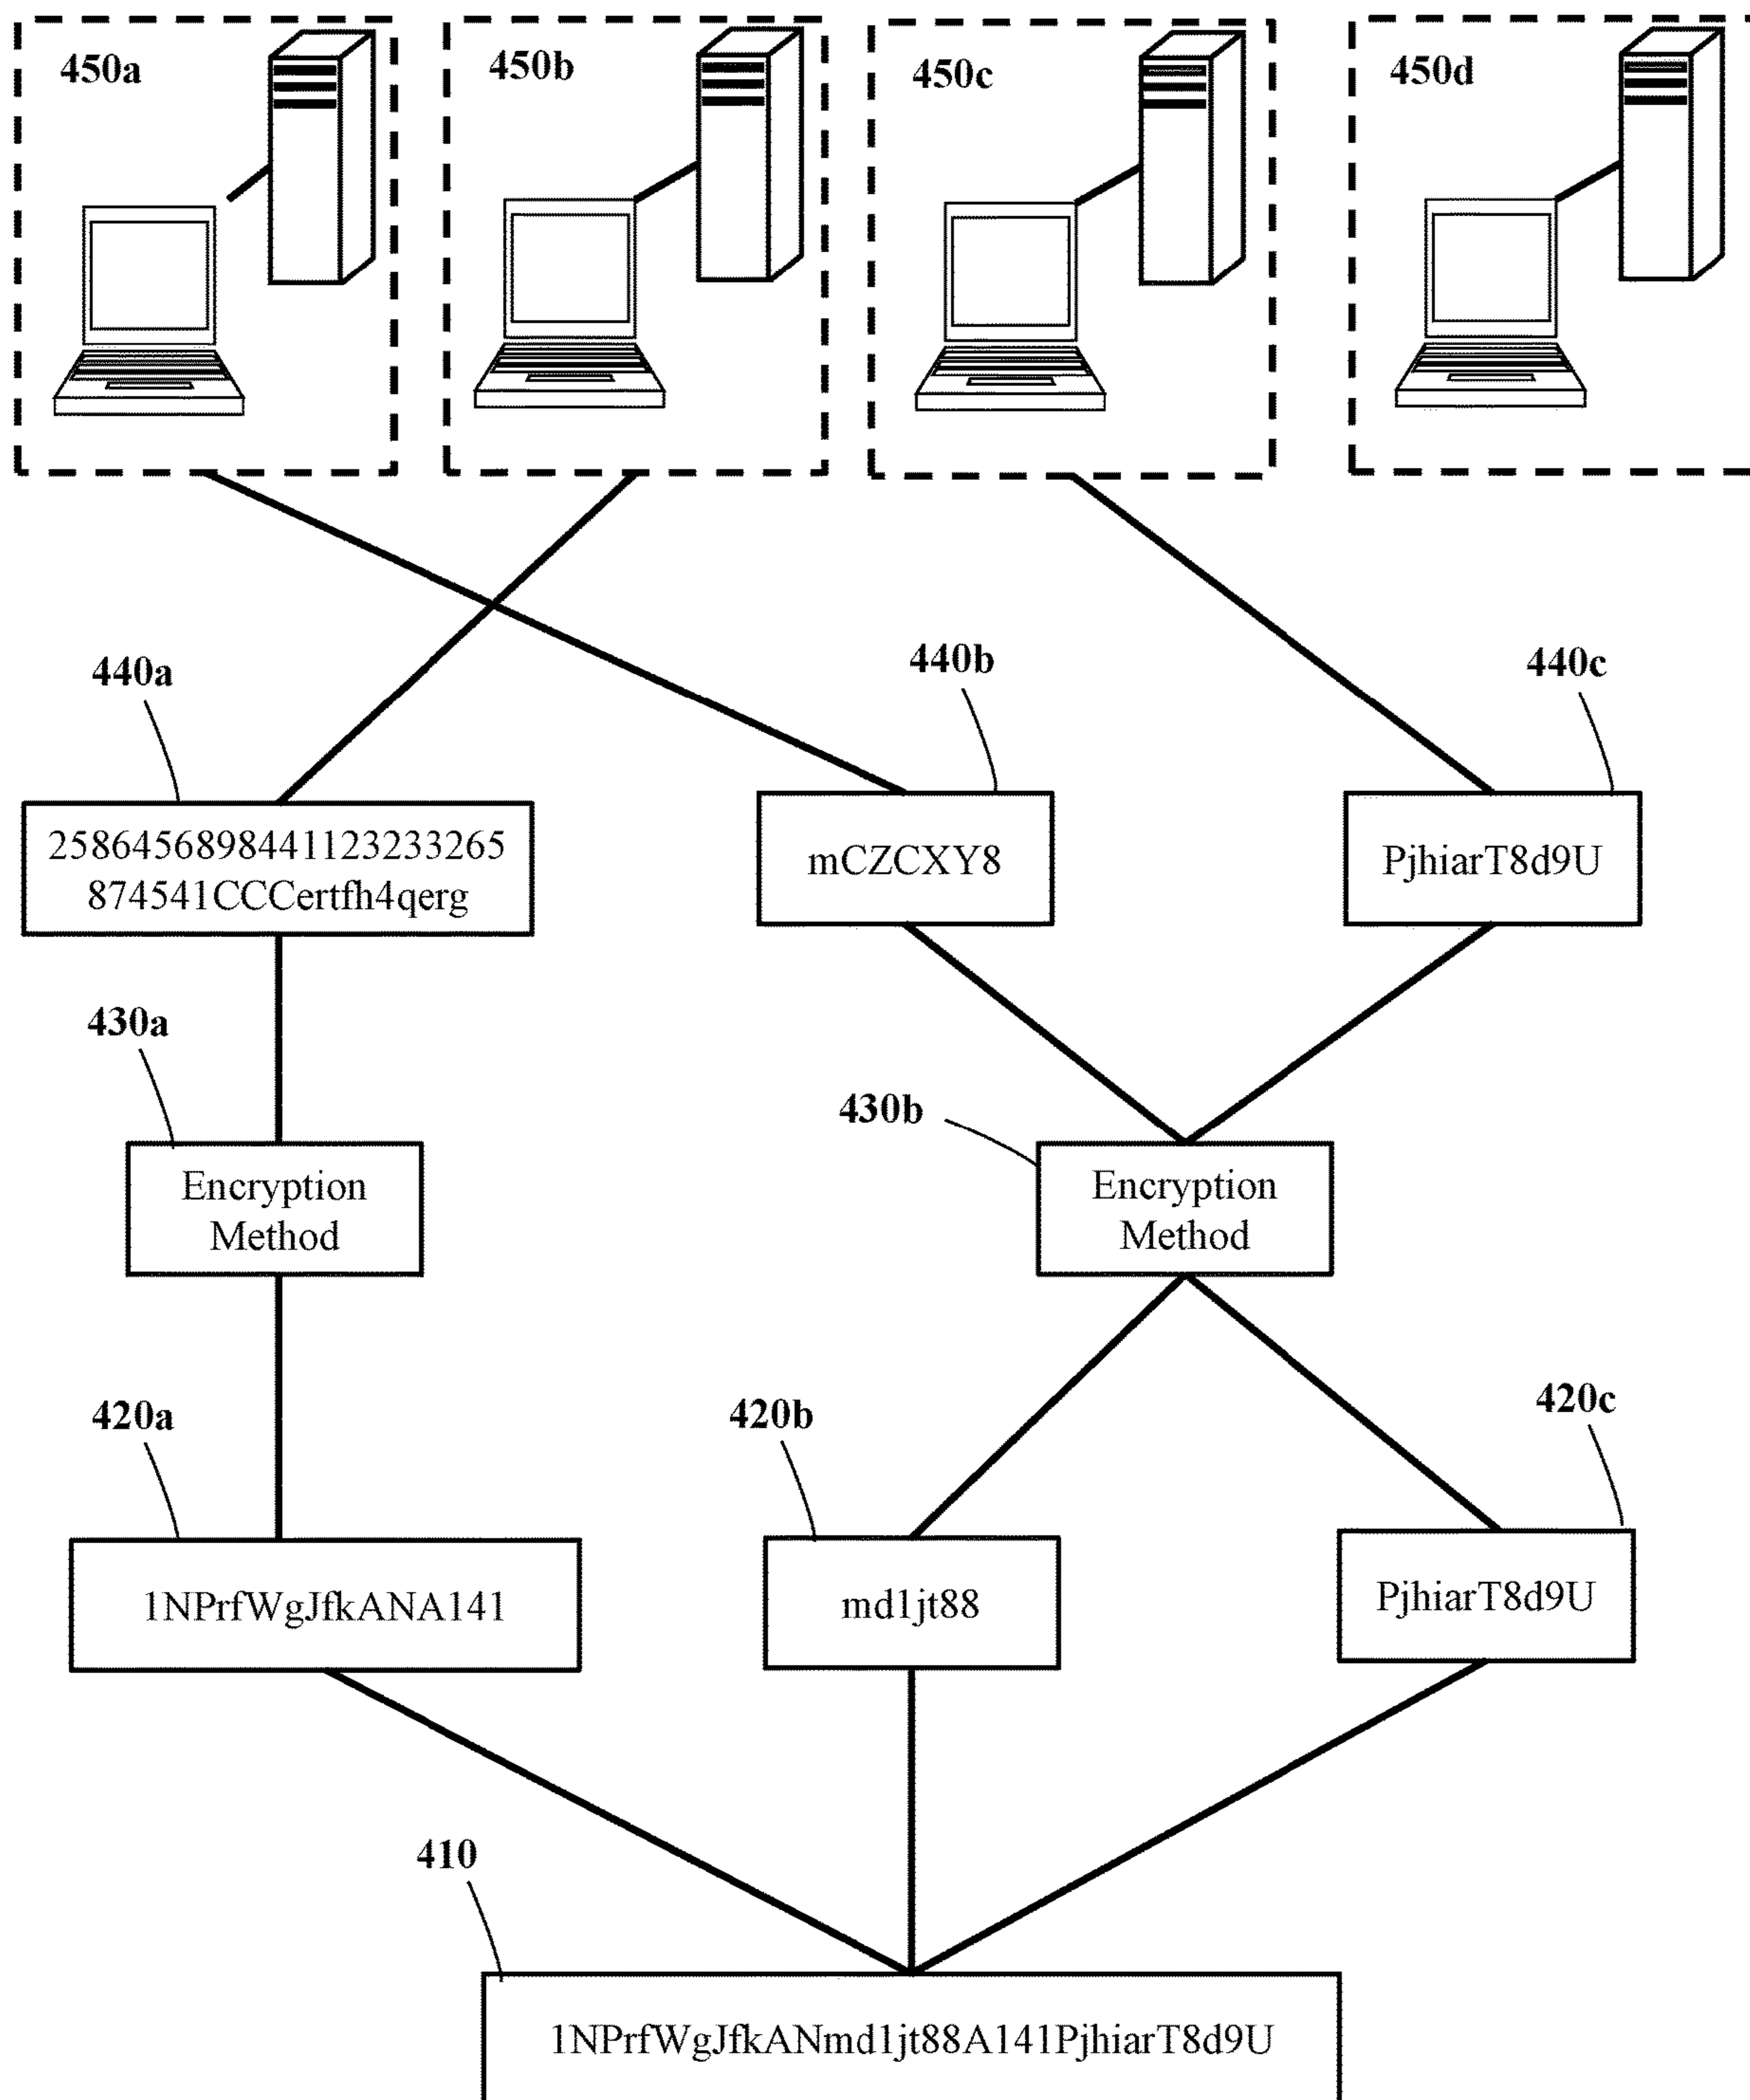 450a
450b
450c
450d
440a
440b
440c
2586456898441123233265
874541CCCertfh4qerg
mCZCXY8
PjhiarT8d9U
430a
430b
Encryption
Method
Encryption
Method
420a
420b
420c
1NPrfWgJfkANA141
md1jt88
PjhiarT8d9U
410
1NPrfWgJfkANmd1jt88A141PjhiarT8d9U